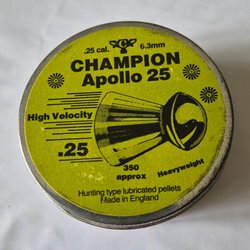 .25 cal. 6.3mm
C
CHAMPION
Apollo 25
High Velocity
.25
350
approx
Heavyweight
Hunting type lubricated pellets
Made in England